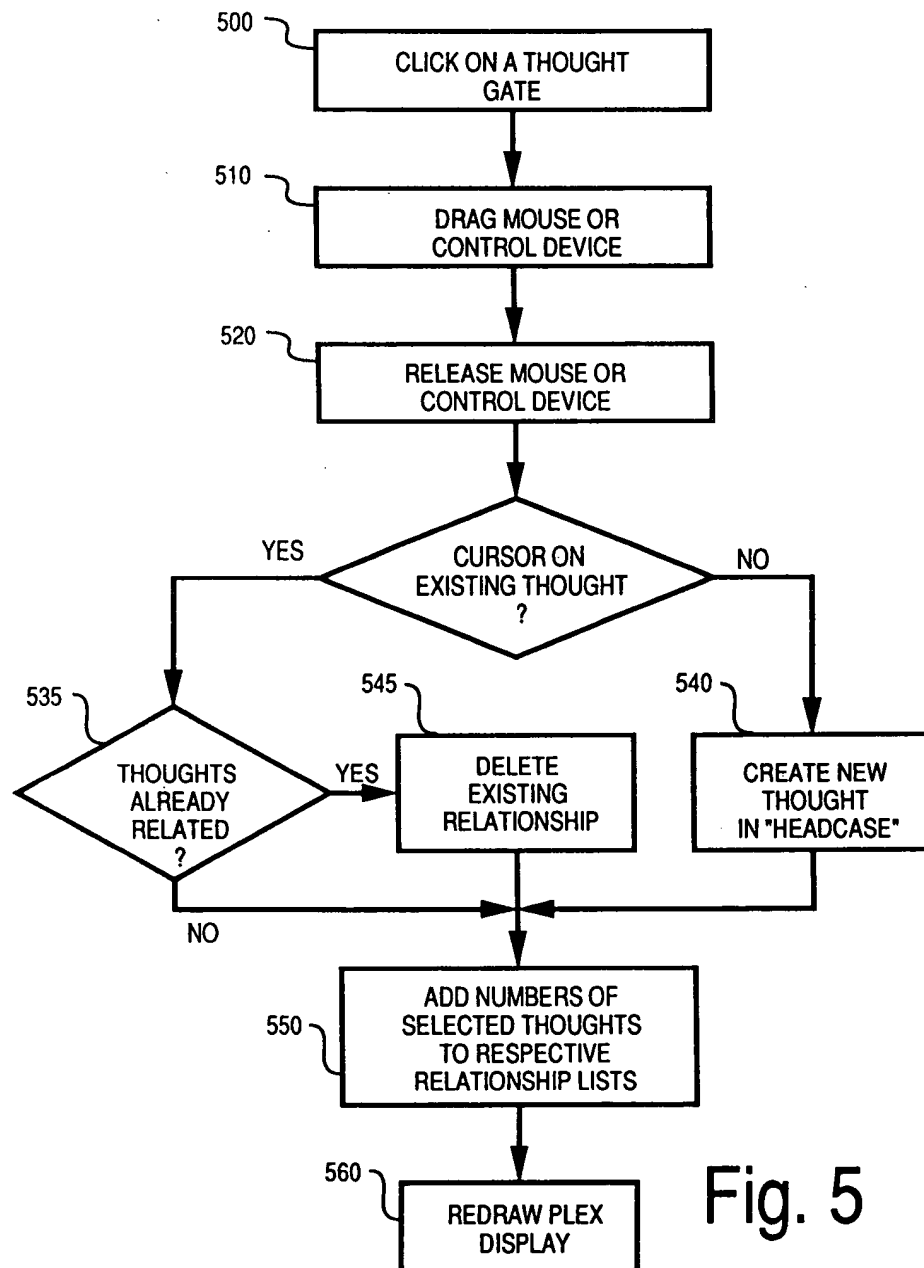 500
CLICK ON A THOUGHT
GATE
510
DRAG MOUSE OR
CONTROL DEVICE
520
RELEASE MOUSE OR
CONTROL DEVICE
YES
CURSOR ON
EXISTING THOUGHT
?
NO
535
THOUGHTS
ALREADY
RELATED
?
YES
545
DELETE
EXISTING
RELATIONSHIP
540
CREATE NEW
THOUGHT
IN "HEADCASE"
NO
550
ADD NUMBERS OF
SELECTED THOUGHTS
TO RESPECTIVE
RELATIONSHIP LISTS
560
REDRAW PLEX
DISPLAY
Fig. 5